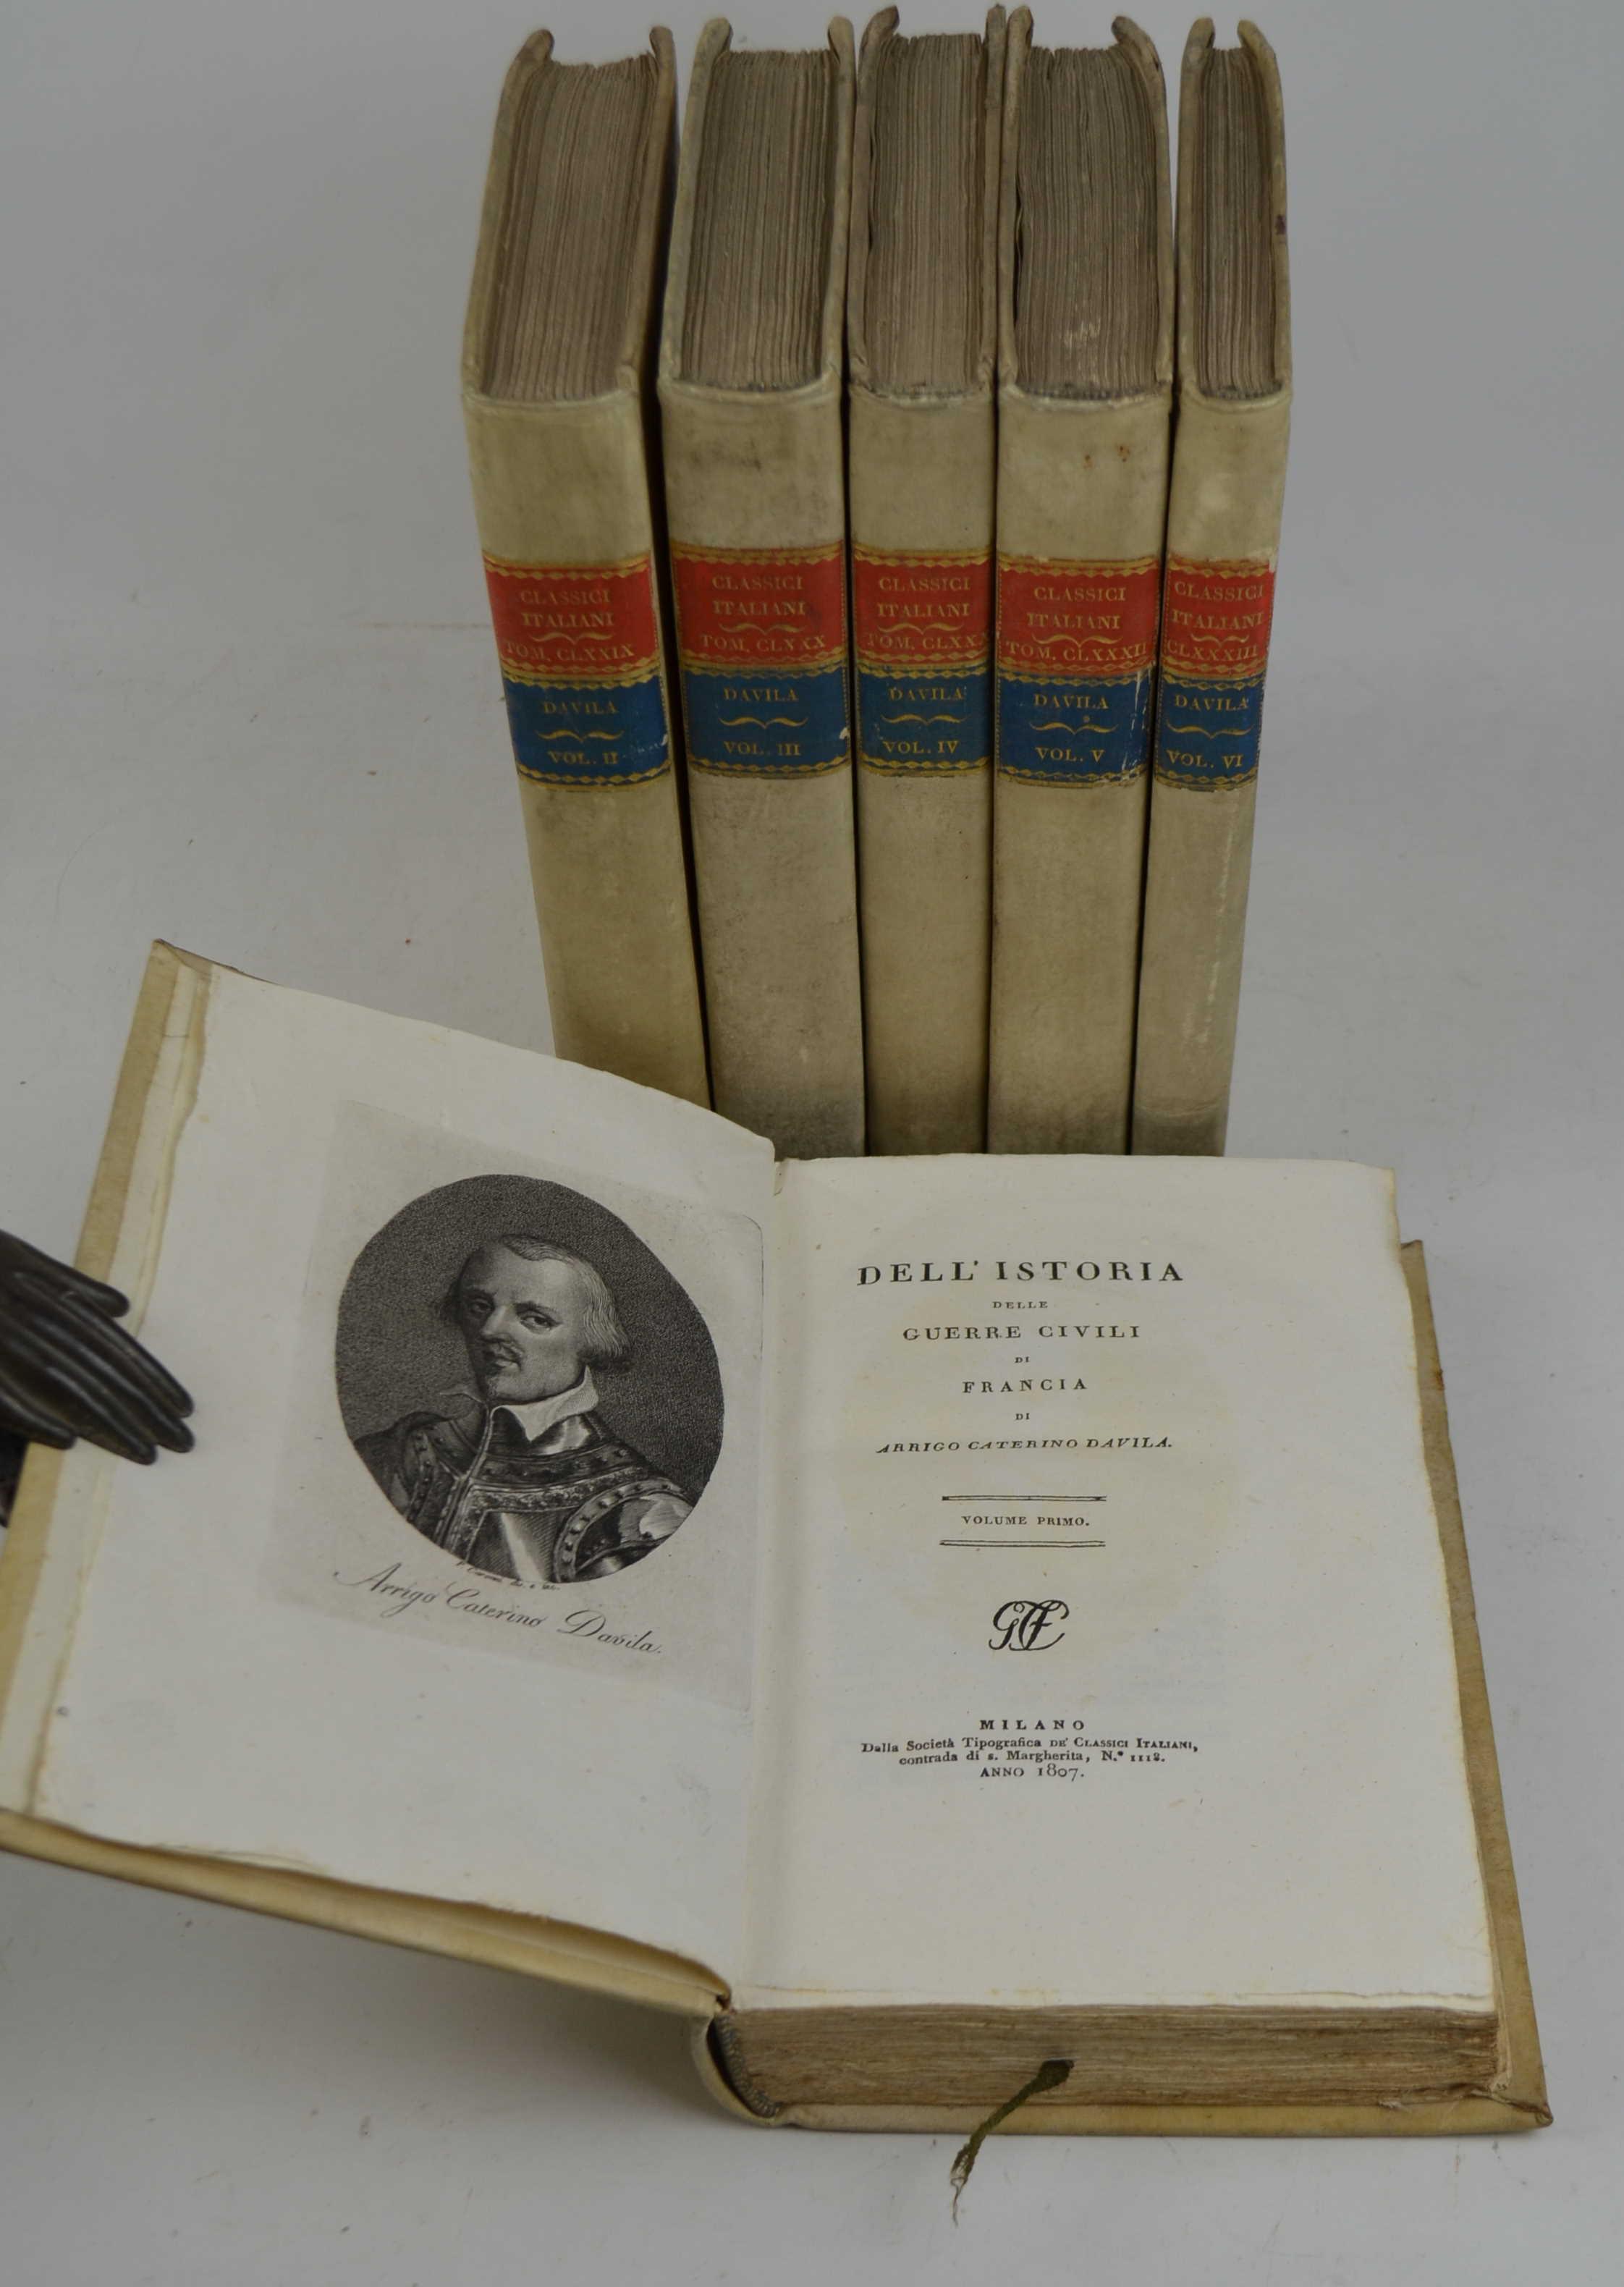 CLASSICI
ITALIANI
TOM. CLXXIX
DAVILA
VOL. II
CLASSICI
ITALIANI
TOM. CLXXX
DAVILA
VOL. III
CLASSICI
ITALIANI
TOM. CLXXX
DAVILA
VOL. IV
CLASSICI
ITALIANI
TOM. CLXXXII
DAVILA
VOL. V
CLASSICI
ITALIANI
CLXXXIII
DAVILA
VOL. VI
Arrigo Caterino Davila.
DELL' ISTORIA
DELLE
GUERRE CIVILI
DI
FRANCIA
DI
ARRIGO CATERINO DAVILA.
VOLUME PRIMO.
MILANO
Dalla Società Tipografica DE' CLASSICI ITALIANI,
contrada di s. Margherita, N.° 1118.
ANNO 1807.